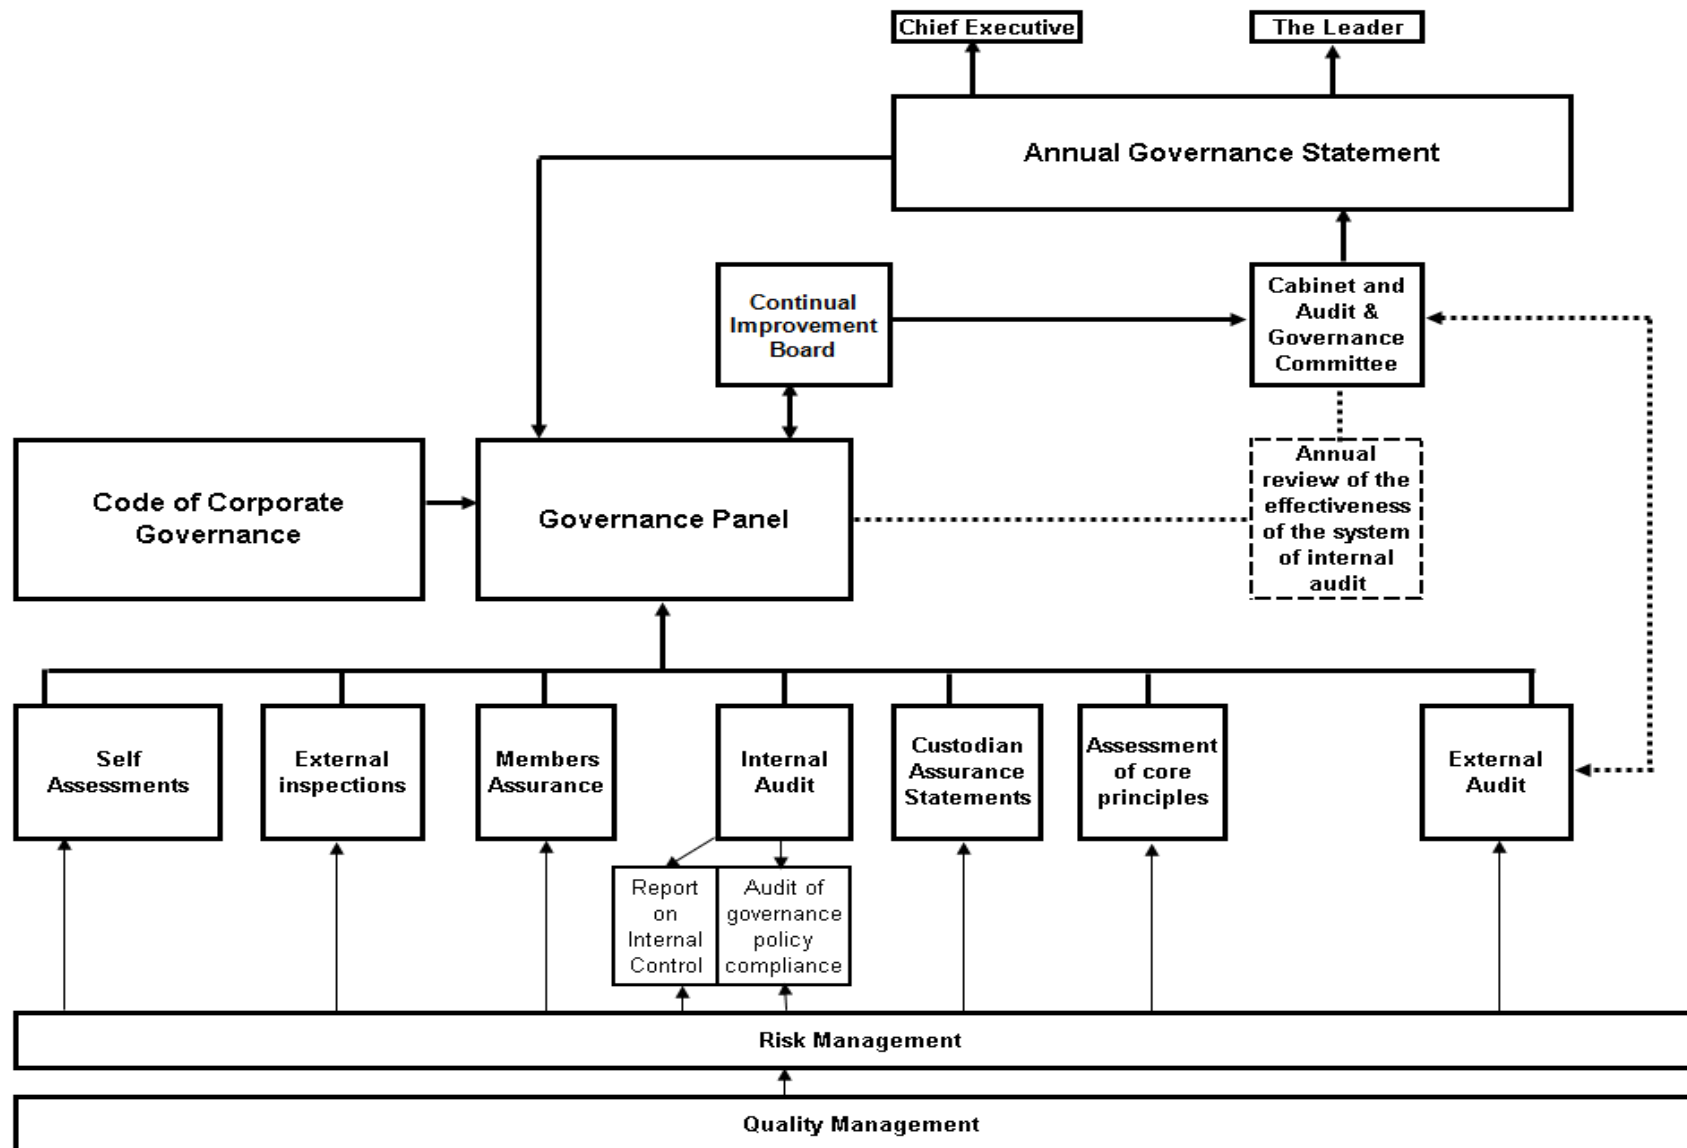 Chief Executive
The Leader
Annual Governance Statement
Continual
Improvement
Board
Cabinet and
Audit &
Governance
Committee
Code of Corporate
Governance
Governance Panel
Annual
review of the
effectiveness
of the system
of internal
audit
Self
Assessments
External
inspections
Members
Assurance
Internal
Audit
Custodian
Assurance
Statements
Assessment
of core
principles
External
Audit
Report
on
Internal
Control
Audit of
governance
policy
compliance
Risk Management
Quality Management